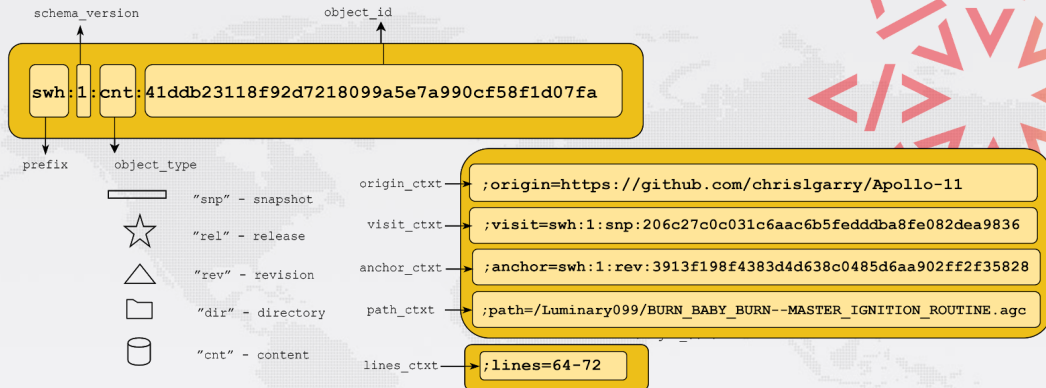 schema_version
object_id
swh:1:cnt:41ddb23118f92d7218099a5e7a990cf58f1d07fa
prefix
object_type
"snp" - snapshot
"rel" - release
"rev" - revision
"dir" - directory
"cnt" - content
origin_ctxt
;origin=https://github.com/chrislgarry/Apollo-11
visit_ctxt
;visit=swh:1:snp:206c27c0c031c6aac6b5fedddba8fe082dea9836
anchor_ctxt
;anchor=swh:1:rev:3913f198f4383d4d638c0485d6aa902ff2f35828
path_ctxt
;path=/Luminary099/BURN_BABY_BURN--MASTER_IGNITION_ROUTINE.agc
lines_ctxt
;lines=64-72